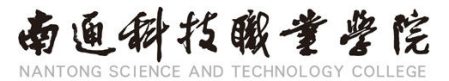 南通科技职业学院
NANTONG SCIENCE AND TECHNOLOGY COLLEGE